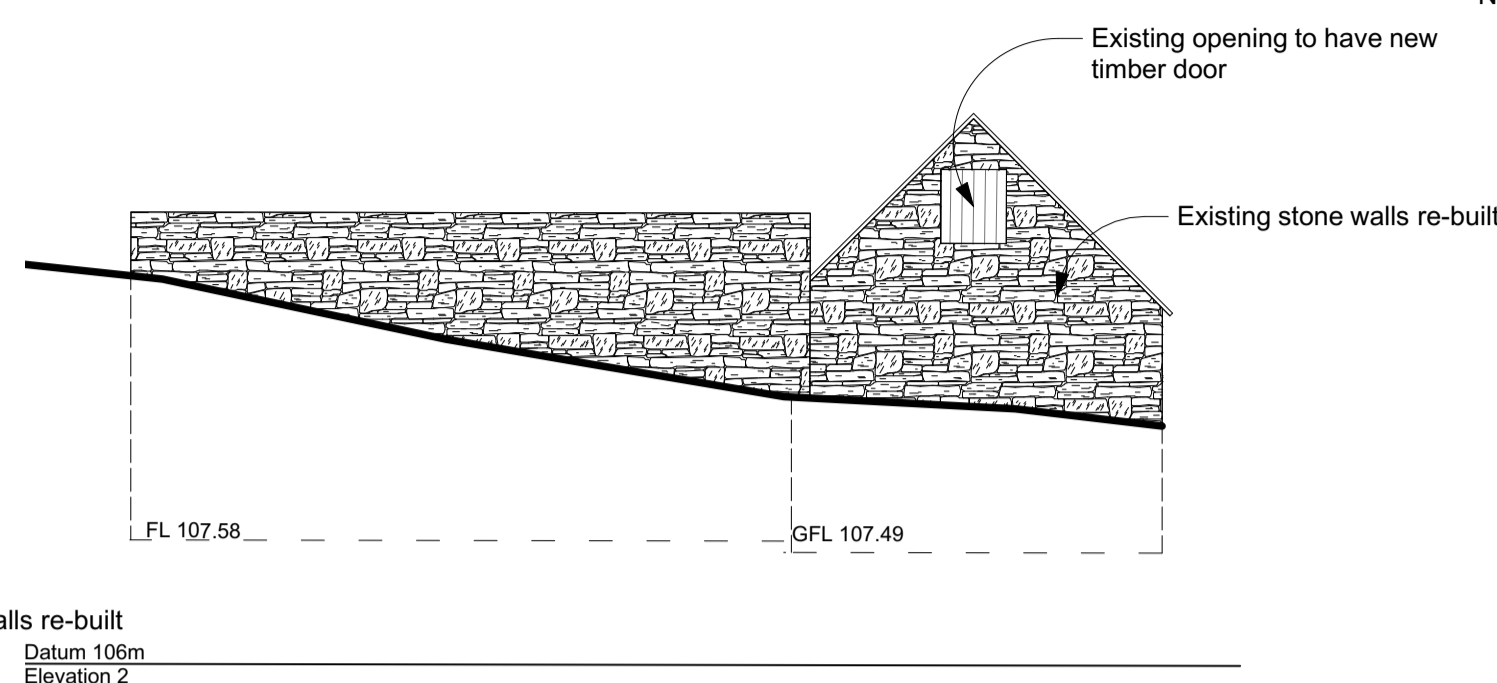 Existing opening to have new
timber door
Existing stone walls re-built
FL 107.58
GFL 107.49
re-built
Datum 106m
Elevation 2